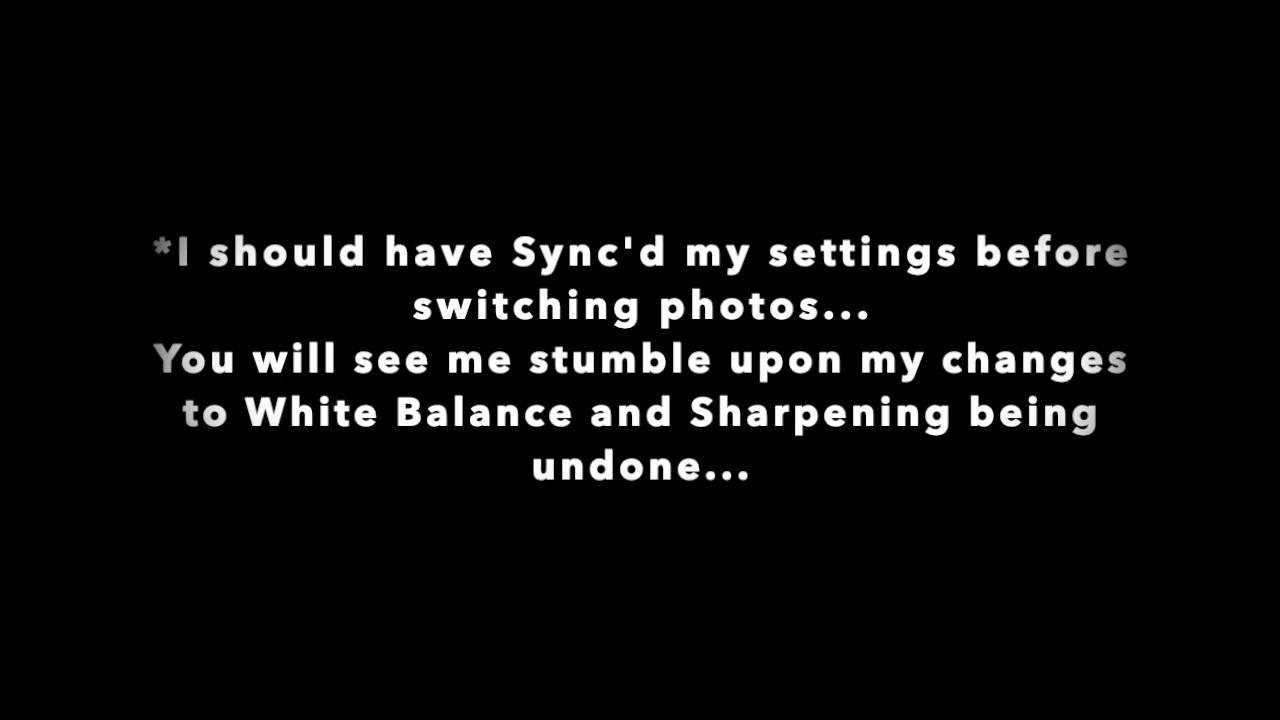 *I should have Sync'd my settings before
switching photos...
You will see me stumble upon my changes
to White Balance and Sharpening being
undone...